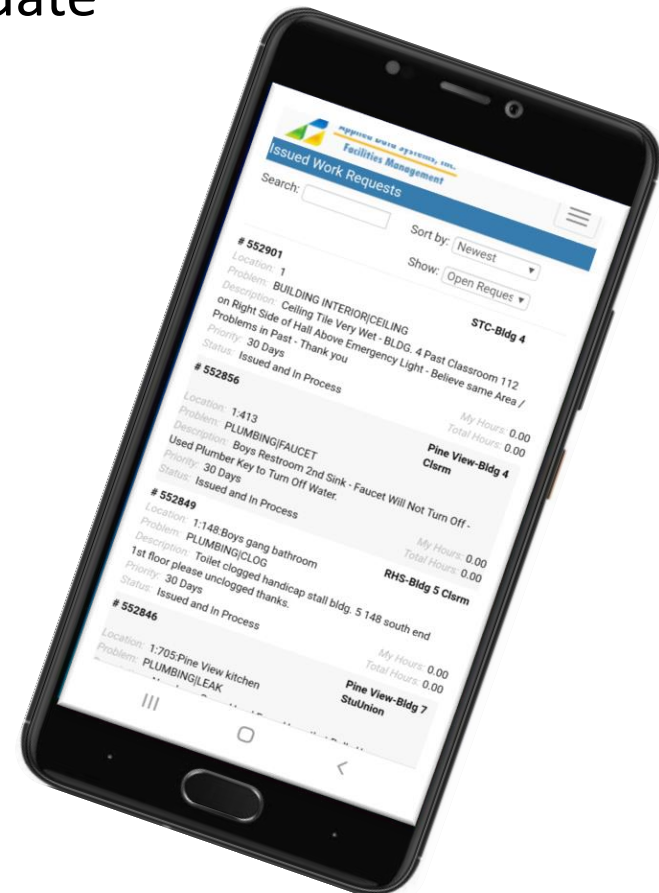 date
Applied Data Systems, Inc.
Facilities Management
Issued Work Requests
Search:
Sort by: Newest
Show: Open Reques
# 552901
STC-Bldg 4
Location: 1
Problem: BUILDING INTERIOR|CEILING
Description: Ceiling Tile Very Wet - BLDG. 4 Past Classroom 112
on Right Side of Hall Above Emergency Light - Believe same Area /
Problems in Past - Thank you
Priority: 30 Days
Status: Issued and In Process
My Hours: 0.00
Total Hours: 0.00
# 552856
Pine View-Bldg 4
Clsrm
Location: 1:413
Problem: PLUMBING|FAUCET
Description: Boys Restroom 2nd Sink - Faucet Will Not Turn Off -
Used Plumber Key to Turn Off Water.
Priority: 30 Days
Status: Issued and In Process
My Hours: 0.00
Total Hours: 0.00
# 552849
RHS-Bldg 5 Clsrm
Location: 1:148:Boys gang bathroom
Problem: PLUMBING|CLOG
Description: Toilet clogged handicap stall bldg. 5 148 south end
1st floor please unclogged thanks.
Priority: 30 Days
Status: Issued and In Process
My Hours: 0.00
Total Hours: 0.00
# 552846
Pine View-Bldg 7
StuUnion
Location: 1:705:Pine View kitchen
Problem: PLUMBING|LEAK